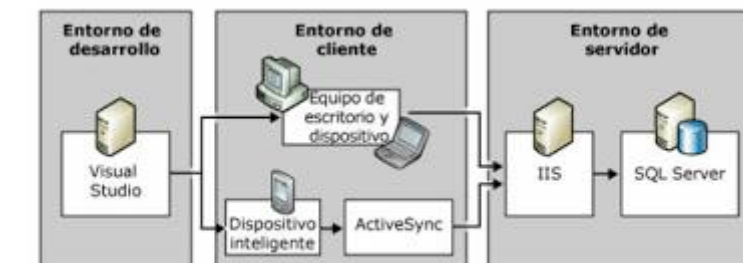 Entorno de
desarrollo
Visual
Studio
Entorno de
cliente
Equipo de
escritorio y
dispositivo
Dispositivo
inteligente
ActiveSync
Entorno de
servidor
IIS
SQL Server